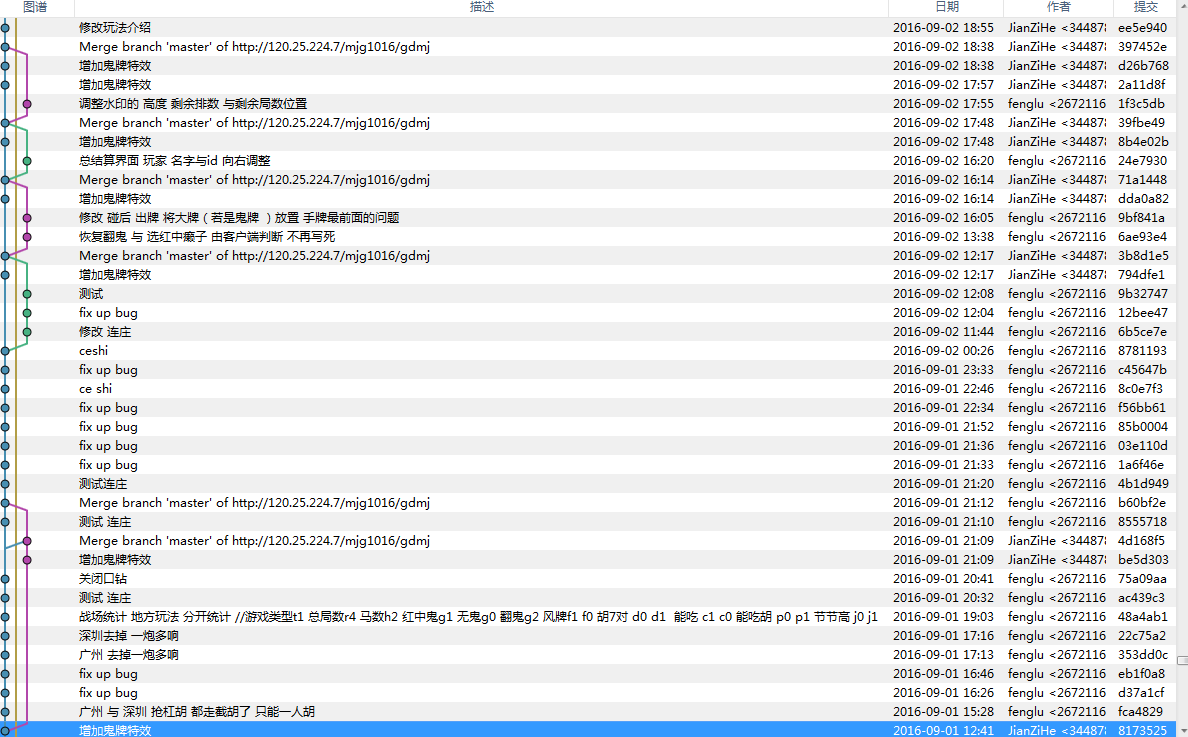 图谱 描述 日期 作者 提交
修改玩法介绍 2016-09-02 18:55 JianZiHe <34487 ee5e940
Merge branch 'master' of http://120.25.224.7/mjg1016/gdmj 2016-09-02 18:38 JianZiHe <34487 397452e
增加鬼牌特效 2016-09-02 18:38 JianZiHe <34487 d26b768
增加鬼牌特效 2016-09-02 17:57 JianZiHe <34487 2a11d8f
调整水印的 高度 剩余排数 与剩余局数位置 2016-09-02 17:55 fenglu <2672116 1f3c5db
Merge branch 'master' of http://120.25.224.7/mjg1016/gdmj 2016-09-02 17:48 JianZiHe <34487 39fbe49
增加鬼牌特效 2016-09-02 17:48 JianZiHe <34487 8b4e02b
总结算界面 玩家 名字与id 向右调整 2016-09-02 16:20 fenglu <2672116 24e7930
Merge branch 'master' of http://120.25.224.7/mjg1016/gdmj 2016-09-02 16:14 JianZiHe <34487 71a1448
增加鬼牌特效 2016-09-02 16:14 JianZiHe <34487 dda0a82
修改 碰后 出牌 将大牌（若是鬼牌 ）放置 手牌最前面的问题 2016-09-02 16:05 fenglu <2672116 9bf841a
恢复翻鬼 与 选红中癞子 由客户端判断 不再写死 2016-09-02 13:38 fenglu <2672116 6ae93e4
Merge branch 'master' of http://120.25.224.7/mjg1016/gdmj 2016-09-02 12:17 JianZiHe <34487 3b8d1e5
增加鬼牌特效 2016-09-02 12:17 JianZiHe <34487 794dfe1
测试 2016-09-02 12:08 fenglu <2672116 9b32747
fix up bug 2016-09-02 12:04 fenglu <2672116 12bee47
修改 连庄 2016-09-02 11:44 fenglu <2672116 6b5ce7e
ceshi 2016-09-02 00:26 fenglu <2672116 8781193
fix up bug 2016-09-01 23:33 fenglu <2672116 c45647b
ce shi 2016-09-01 22:46 fenglu <2672116 8c0e7f3
fix up bug 2016-09-01 22:34 fenglu <2672116 f56bb61
fix up bug 2016-09-01 21:52 fenglu <2672116 85b0004
fix up bug 2016-09-01 21:36 fenglu <2672116 03e110d
fix up bug 2016-09-01 21:33 fenglu <2672116 1a6f46e
测试连庄 2016-09-01 21:20 fenglu <2672116 4b1d949
Merge branch 'master' of http://120.25.224.7/mjg1016/gdmj 2016-09-01 21:12 fenglu <2672116 b60bf2e
测试 连庄 2016-09-01 21:10 fenglu <2672116 8555718
Merge branch 'master' of http://120.25.224.7/mjg1016/gdmj 2016-09-01 21:09 JianZiHe <34487 4d168f5
增加鬼牌特效 2016-09-01 21:09 JianZiHe <34487 be5d303
关闭口钻 2016-09-01 20:41 fenglu <2672116 75a09aa
测试 连庄 2016-09-01 20:32 fenglu <2672116 ac439c3
战场统计 地方玩法 分开统计 //游戏类型t1 总局数r4 马数h2 红中鬼g1 无鬼g0 翻鬼g2 风牌f1 f0 胡7对 d0 d1 能吃 c1 c0 能吃胡 p0 p1 节节高 j0 j1 2016-09-01 19:03 fenglu <2672116 48a4ab1
深圳去掉 一炮多响 2016-09-01 17:16 fenglu <2672116 22c75a2
广州 去掉一炮多响 2016-09-01 17:13 fenglu <2672116 353dd0c
fix up bug 2016-09-01 16:46 fenglu <2672116 eb1f0a8
fix up bug 2016-09-01 16:26 fenglu <2672116 d37a1cf
广州 与 深圳 抢杠胡 都走截胡了 只能一人胡 2016-09-01 15:28 fenglu <2672116 fca4829
增加鬼牌特效 2016-09-01 12:41 JianZiHe <34487 8173525